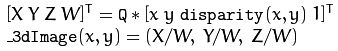 [X Y Z W]ᵀ = Q ∗ [x y disparity(x, y) 1]ᵀ
_3dImage(x, y) = (X/W, Y/W, Z/W)